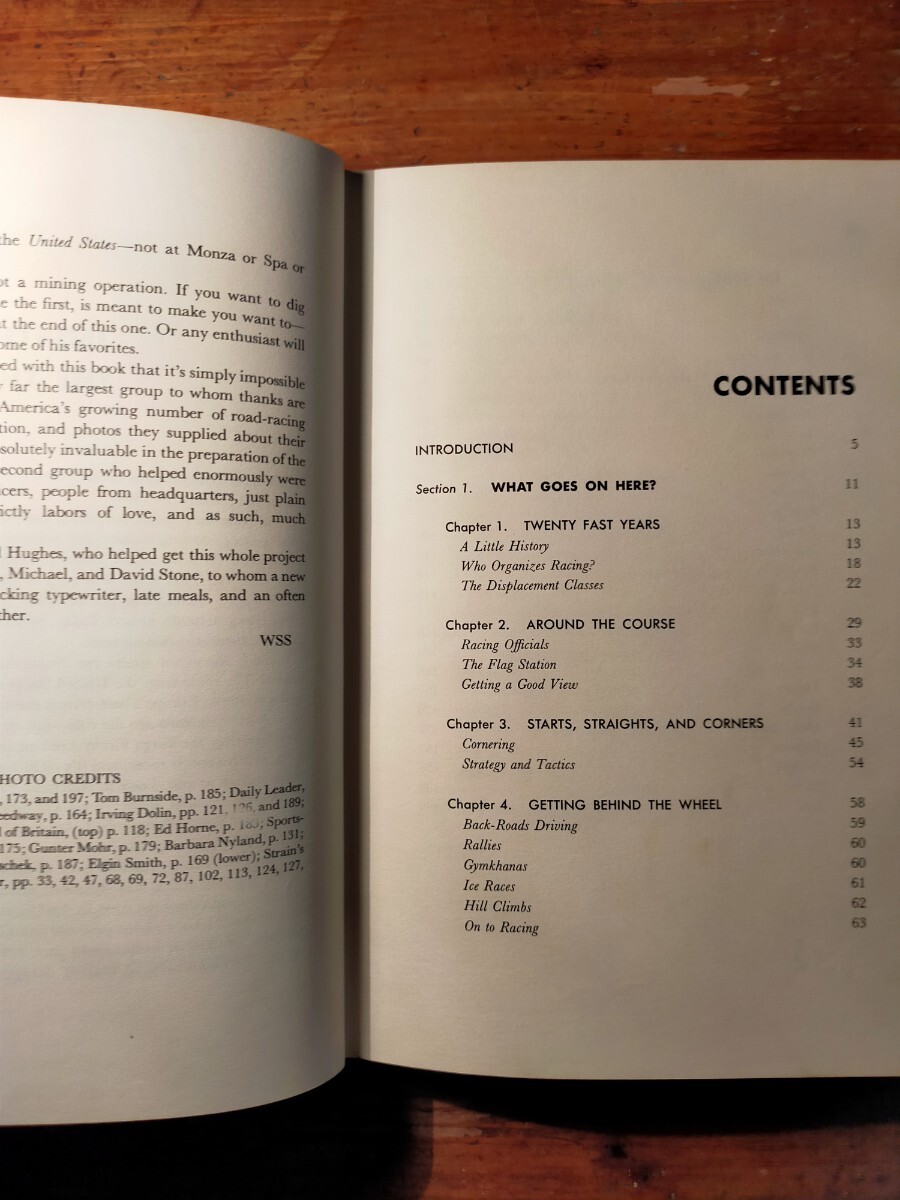 the United States—not at Monza or Spa or
a mining operation. If you want to dig
the first, is meant to make you want to—
the end of this one. Or any enthusiast will
of his favorites.
with this book that it's simply impossible
far the largest group to whom thanks are
America's growing number of road-racing
and photos they supplied about their
invaluable in the preparation of the
second group who helped enormously were
people from headquarters, just plain
labors of love, and as such, much
Hughes, who helped get this whole project
, Michael, and David Stone, to whom a new
typewriter, late meals, and an often
WSS
PHOTO CREDITS
, 173, and 197; Tom Burnside, p. 185; Daily Leader,
p. 164; Irving Dolin, pp. 121, 126, and 189;
of Britain, (top) p. 118; Ed Horne, p. Sports-
175; Gunter Mohr, p. 179; Barbara Nyland, p. 131;
p. 187; Elgin Smith, p. 169 (lower); Strain's
pp. 33, 42, 47, 68, 69, 72, 87, 102, 113, 124, 127,
CONTENTS
INTRODUCTION 5
Section 1. WHAT GOES ON HERE? 11
Chapter 1. TWENTY FAST YEARS 13
A Little History 13
Who Organizes Racing? 18
The Displacement Classes 22
Chapter 2. AROUND THE COURSE 29
Racing Officials 33
The Flag Station 34
Getting a Good View 38
Chapter 3. STARTS, STRAIGHTS, AND CORNERS 41
Cornering 45
Strategy and Tactics 54
Chapter 4. GETTING BEHIND THE WHEEL 58
Back-Roads Driving 59
Rallies 60
Gymkhanas 60
Ice Races 61
Hill Climbs 62
On to Racing 63